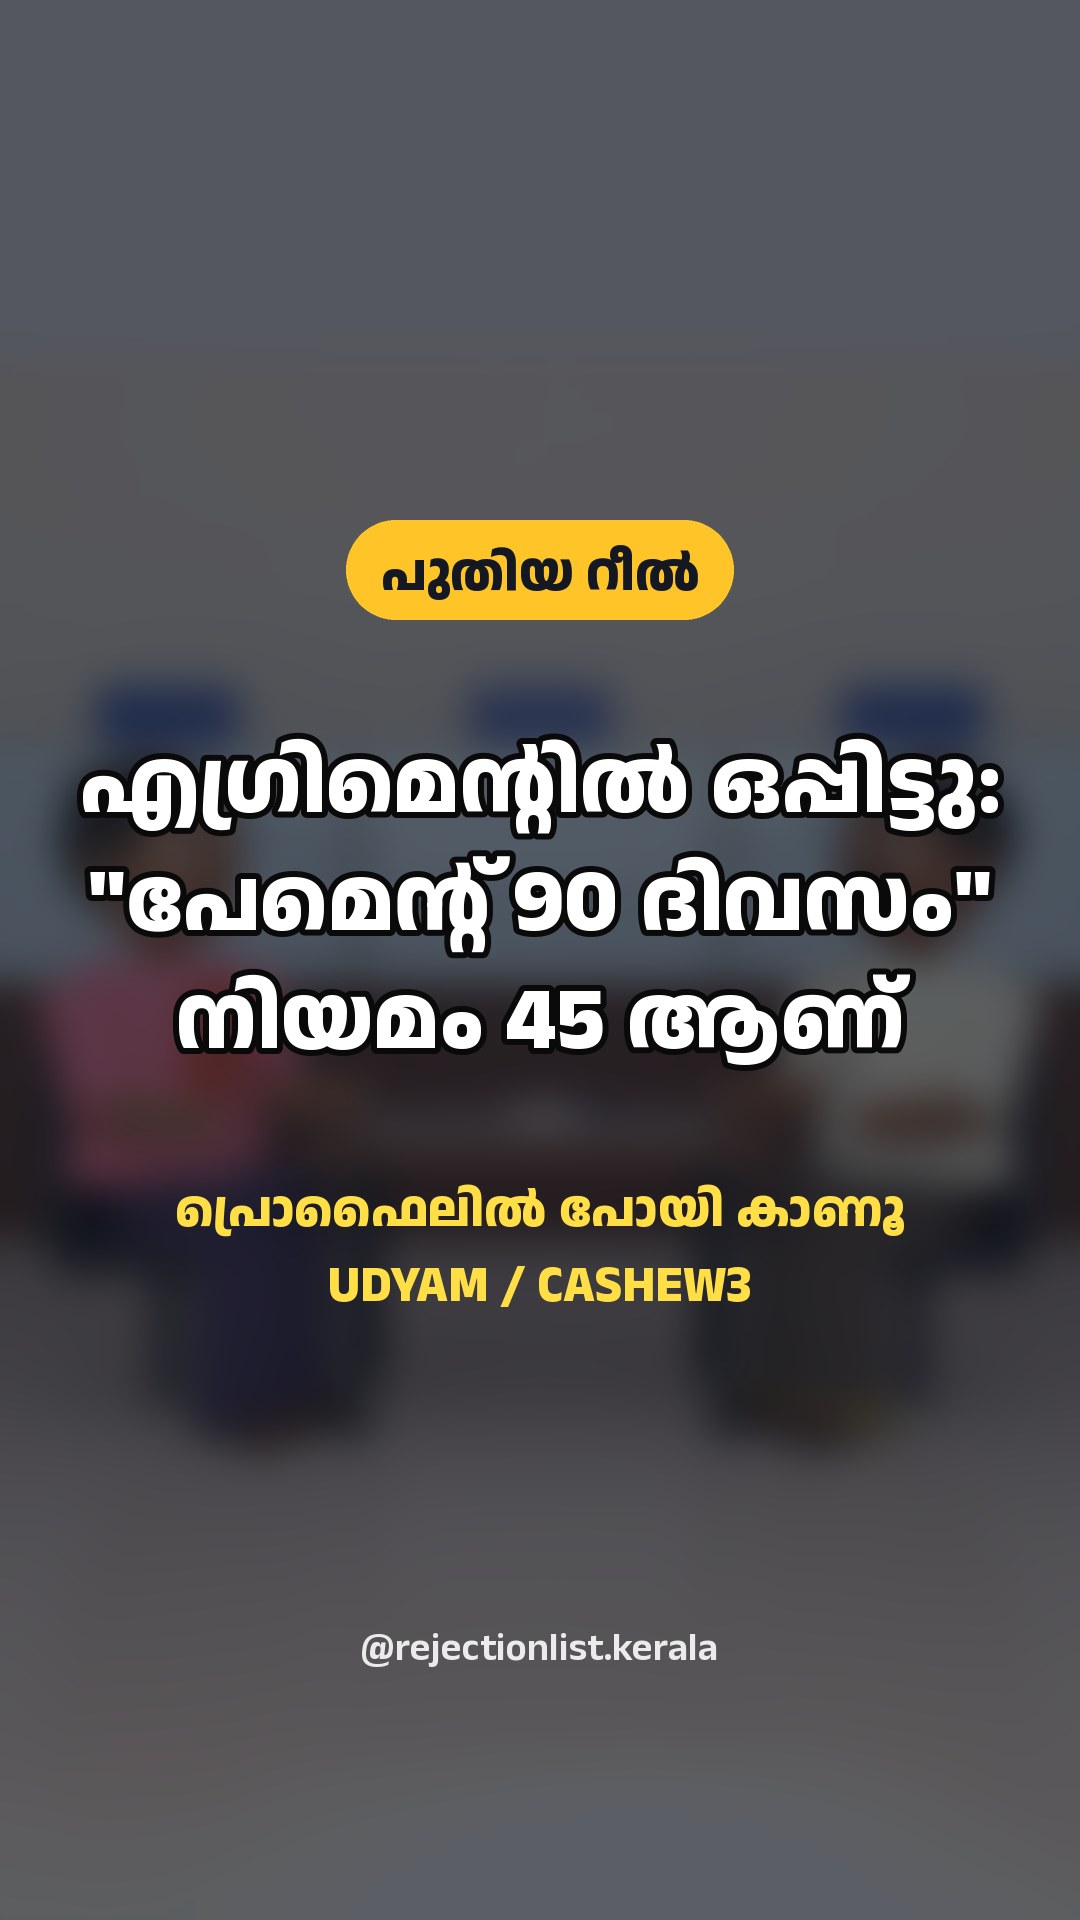 പുതിയ റീൽ
എഗ്രിമെന്റിൽ ഒപ്പിട്ടു:
"പേമെന്റ് 90 ദിവസം"
നിയമം 45 ആണ്
പ്രൊഫൈലിൽ പോയി കാണൂ
UDYAM / CASHEW3
@rejectionlist.kerala